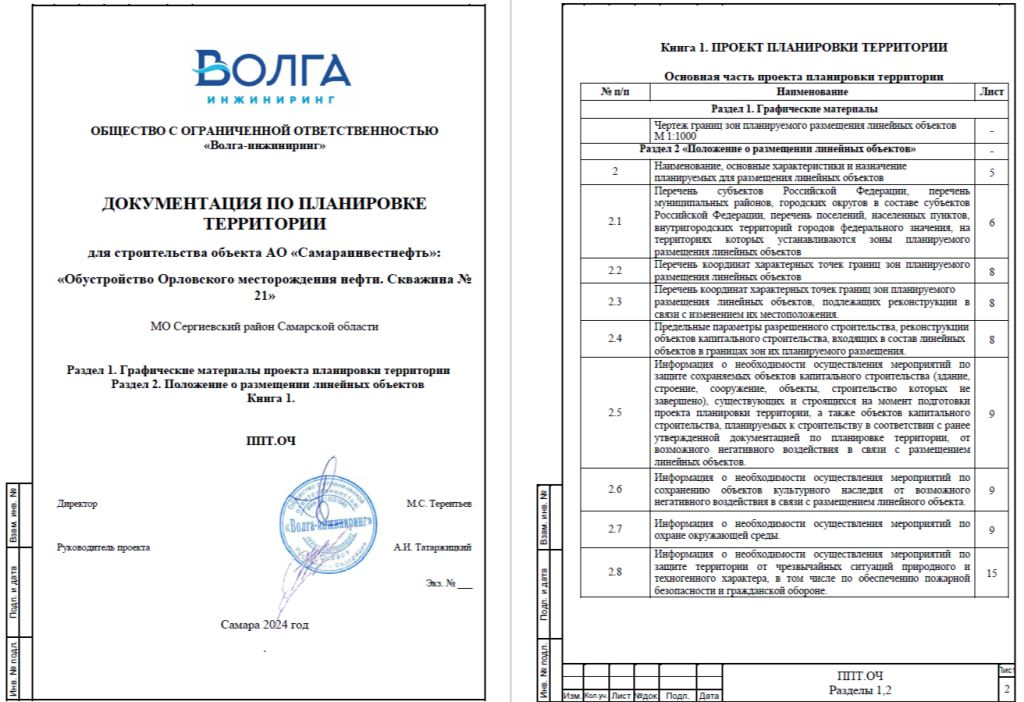 ВОЛГА
ИНЖИНИРИНГ
ОБЩЕСТВО С ОГРАНИЧЕННОЙ ОТВЕТСТВЕННОСТЬЮ
«Волга-инжиниринг»
ДОКУМЕНТАЦИЯ ПО ПЛАНИРОВКЕ
ТЕРРИТОРИИ
для строительства объекта АО «Самараинвестнефть»:
«Обустройство Орловского месторождения нефти. Скважина №
21»
МО Сергиевский район Самарской области
Раздел 1. Графические материалы проекта планировки территории
Раздел 2. Положение о размещении линейных объектов
Книга 1.
ППТ.ОЧ
Директор
М.С. Терентьев
«Волга-инжиниринг»
Руководитель проекта
А.И. Татаржицкий
Экз. № ___
Самара 2024 год
Взам. инв. №
Подп. и дата
Инв. № подл.
Книга 1. ПРОЕКТ ПЛАНИРОВКИ ТЕРРИТОРИИ
Основная часть проекта планировки территории
№ п/п Наименование Лист
Раздел 1. Графические материалы
Чертеж границ зон планируемого размещения линейных объектов
М 1:1000 -
Раздел 2 «Положение о размещении линейных объектов» -
2 Наименование, основные характеристики и назначение
планируемых для размещения линейных объектов 5
2.1 Перечень субъектов Российской Федерации, перечень
муниципальных районов, городских округов в составе субъектов
Российской Федерации, перечень поселений, населенных пунктов,
внутригородских территорий городов федерального значения, на
территориях которых устанавливаются зоны планируемого
размещения линейных объектов 6
2.2 Перечень координат характерных точек границ зон планируемого
размещения линейных объектов 8
2.3 Перечень координат характерных точек границ зон планируемого
размещения линейных объектов, подлежащих реконструкции в
связи с изменением их местоположения. 8
2.4 Предельные параметры разрешенного строительства, реконструкции
объектов капитального строительства, входящих в состав линейных
объектов в границах зон их планируемого размещения. 8
2.5 Информация о необходимости осуществления мероприятий по
защите сохраняемых объектов капитального строительства (здание,
строение, сооружение, объекты, строительство которых не
завершено), существующих и строящихся на момент подготовки
проекта планировки территории, а также объектов капитального
строительства, планируемых к строительству в соответствии с ранее
утвержденной документацией по планировке территории, от
возможного негативного воздействия в связи с размещением
линейных объектов. 9
2.6 Информация о необходимости осуществления мероприятий по
сохранению объектов культурного наследия от возможного
негативного воздействия в связи с размещением линейного объекта. 9
2.7 Информация о необходимости осуществления мероприятий по
охране окружающей среды. 9
2.8 Информация о необходимости осуществления мероприятий по
защите территории от чрезвычайных ситуаций природного и
техногенного характера, в том числе по обеспечению пожарной
безопасности и гражданской обороне. 15
Взам. инв. №
Подп. и дата
Инв. № подл.
Изм. Кол.уч. Лист №док. Подп. Дата
ППТ.ОЧ
Разделы 1,2
Лист
2